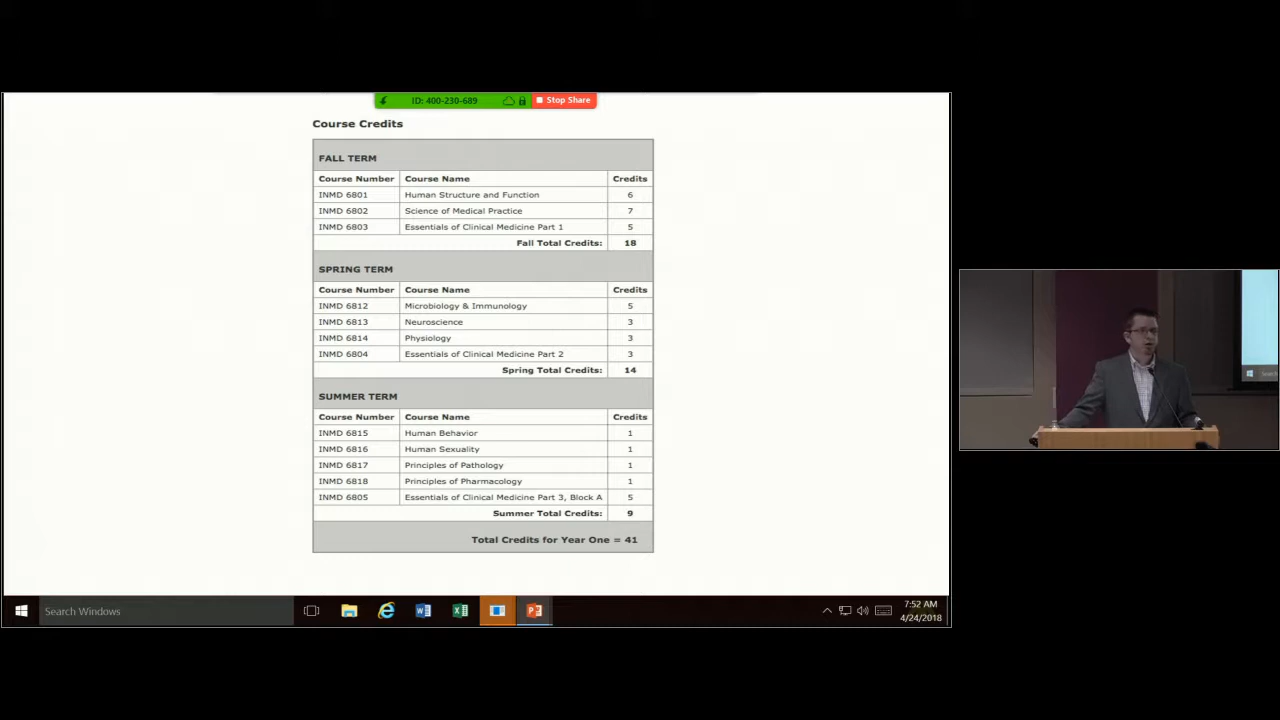 ID: 400-230-689 Stop Share
Course Credits
FALL TERM
Course Number Course Name Credits
INMD 6801 Human Structure and Function 6
INMD 6802 Science of Medical Practice 7
INMD 6803 Essentials of Clinical Medicine Part 1 5
Fall Total Credits: 18
SPRING TERM
Course Number Course Name Credits
INMD 6812 Microbiology & Immunology 5
INMD 6813 Neuroscience 3
INMD 6814 Physiology 3
INMD 6804 Essentials of Clinical Medicine Part 2 3
Spring Total Credits: 14
SUMMER TERM
Course Number Course Name Credits
INMD 6815 Human Behavior 1
INMD 6816 Human Sexuality 1
INMD 6817 Principles of Pathology 1
INMD 6818 Principles of Pharmacology 1
INMD 6805 Essentials of Clinical Medicine Part 3, Block A 5
Summer Total Credits: 9
Total Credits for Year One = 41
Search Windows
7:52 AM
4/24/2018